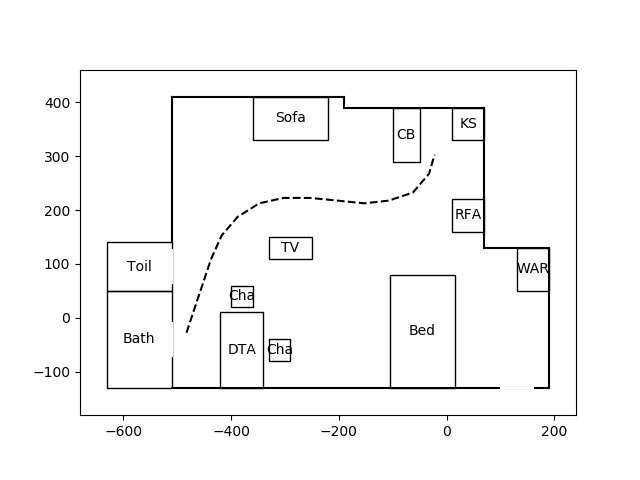 400
300
200
100
0
−100
−600
−400
−200
0
200
Sofa
CB
KS
RFA
TV
Toil
WAR
Cha
Bath
DTA
Cha
Bed